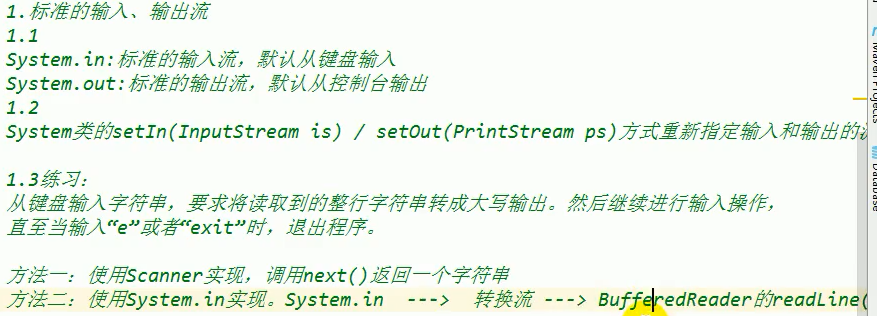 1.标准的输入、输出流
1.1
System.in:标准的输入流，默认从键盘输入
System.out:标准的输出流，默认从控制台输出
1.2
System类的setIn(InputStream is) / setOut(PrintStream ps)方式重新指定输入和输出的
1.3练习：
从键盘输入字符串，要求将读取到的整行字符串转成大写输出。然后继续进行输入操作，
直至当输入“e”或者“exit”时，退出程序。
方法一：使用Scanner实现，调用next()返回一个字符串
方法二：使用System.in实现。System.in ---> 转换流 ---> BufferedReader的readLine(
Maven Projects
Database